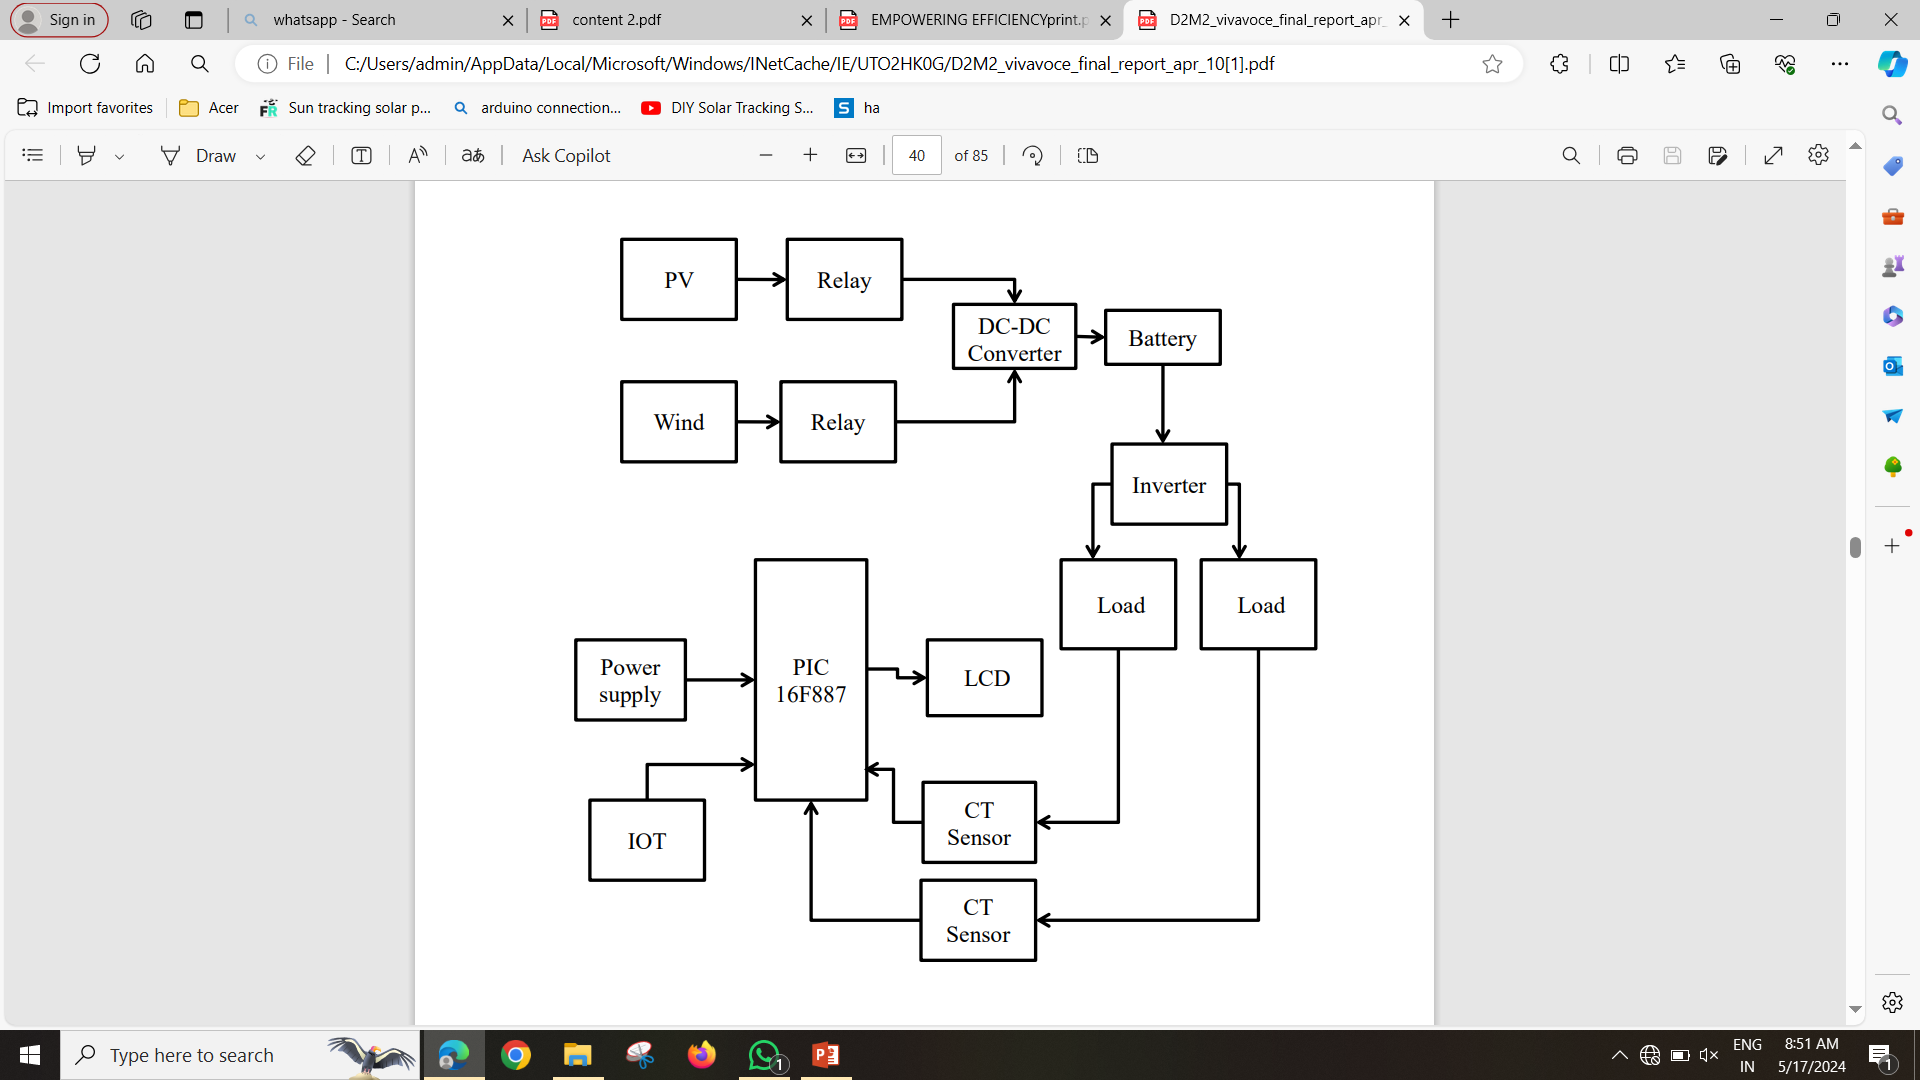 Sign in
whatsapp - Search
content 2.pdf
EMPOWERING EFFICIENCYprint.p
D2M2_vivavoce_final_report_apr_
File
C:/Users/admin/AppData/Local/Microsoft/Windows/INetCache/IE/UTO2HK0G/D2M2_vivavoce_final_report_apr_10[1].pdf
Import favorites
Acer
Sun tracking solar p...
arduino connection...
DIY Solar Tracking S...
ha
Draw
Ask Copilot
40
of 85
PV
Relay
DC-DC
Converter
Battery
Wind
Relay
Inverter
Load
Load
Power
supply
PIC
16F887
LCD
IOT
CT
Sensor
CT
Sensor
Type here to search
1
ENG
IN
8:51 AM
5/17/2024
1